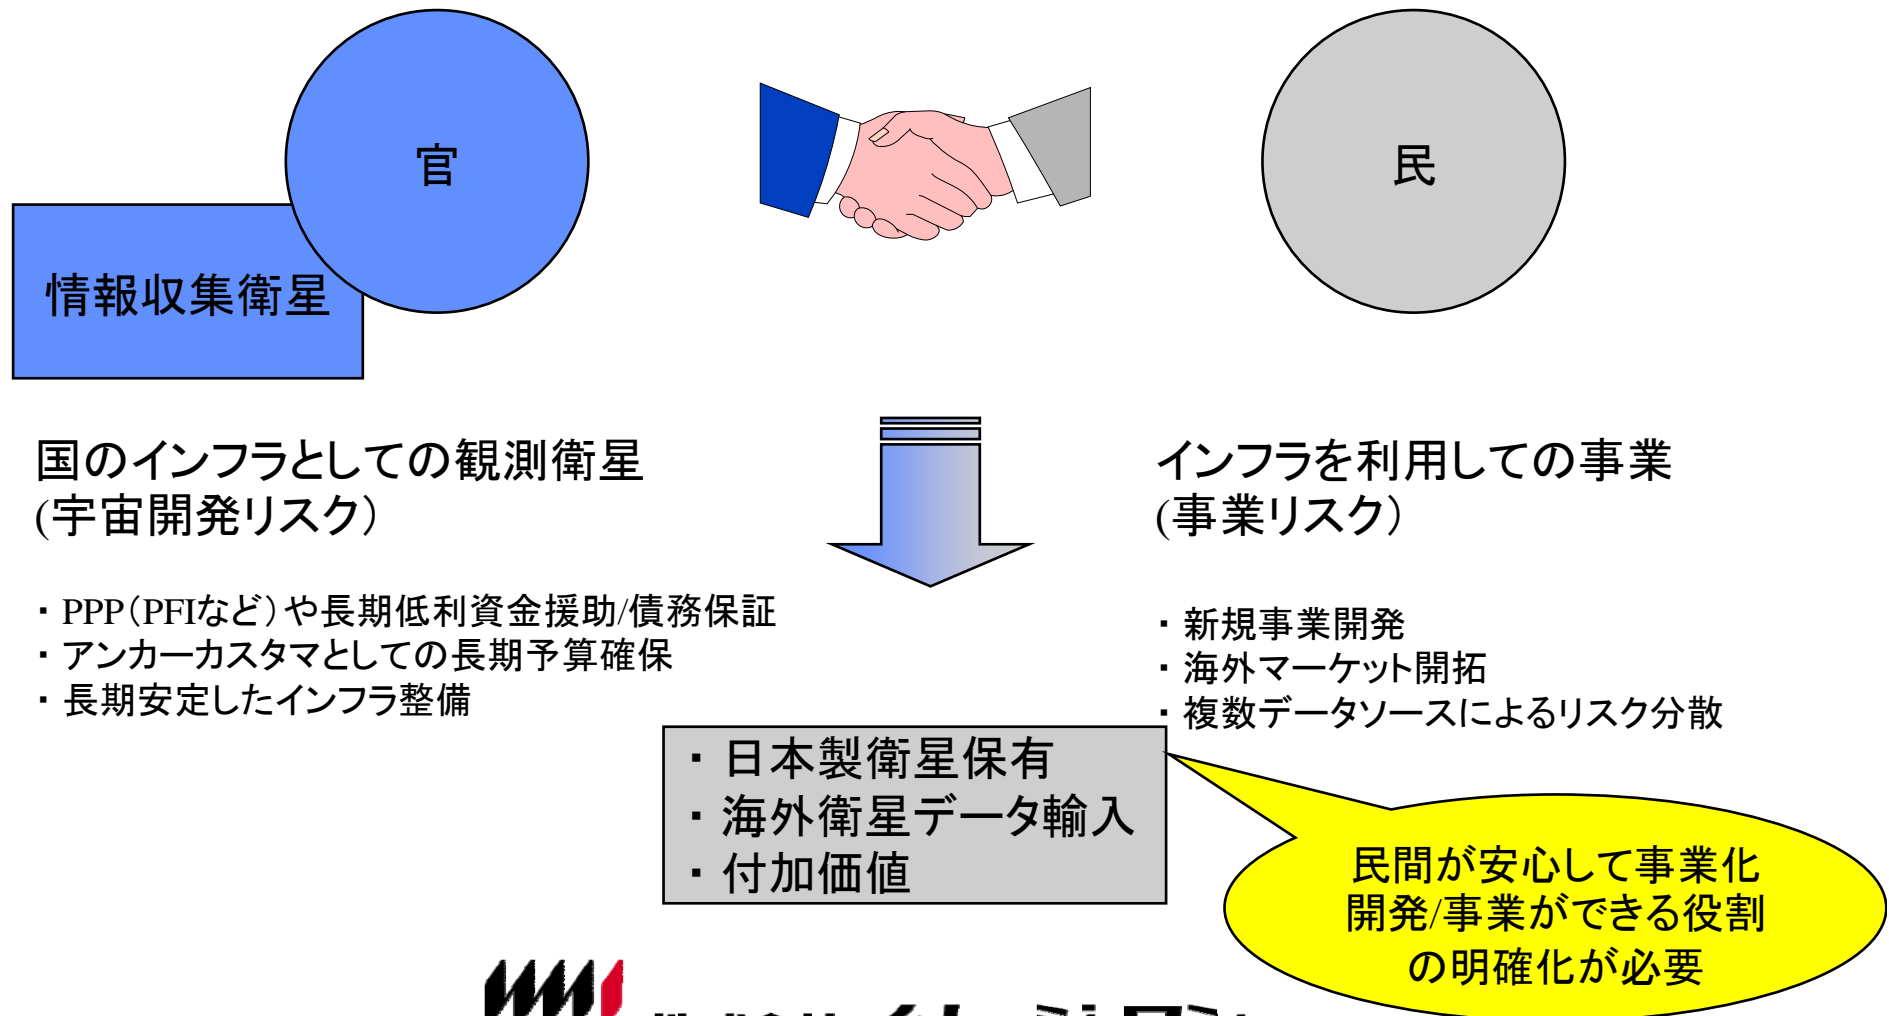 官
民
情報収集衛星
国のインフラとしての観測衛星
(宇宙開発リスク)
・PPP(PFIなど)や長期低利資金援助/債務保証
・アンカーカスタマとしての長期予算確保
・長期安定したインフラ整備
インフラを利用しての事業
(事業リスク)
・新規事業開発
・海外マーケット開拓
・複数データソースによるリスク分散
・日本製衛星保有
・海外衛星データ輸入
・付加価値
民間が安心して事業化
開発/事業ができる役割
の明確化が必要